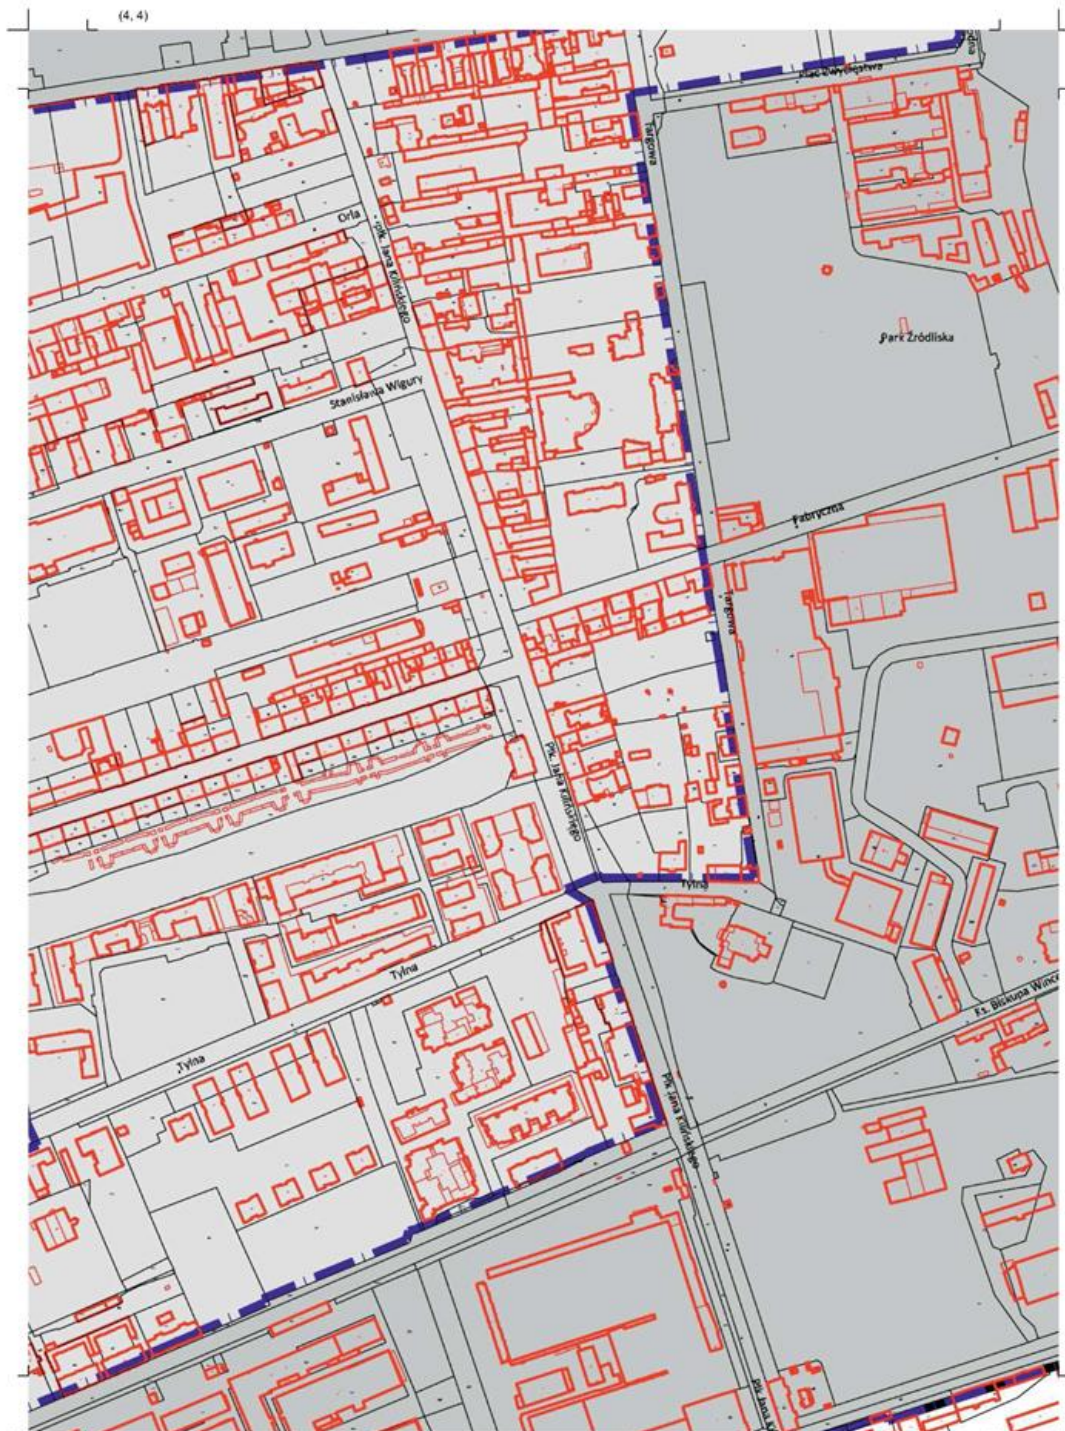 (4, 4)
Plac Zwycięstwa
Targowa
Orla
płk. Jana Kilińskiego
Park Źródliska
Stanisława Wigury
Fabryczna
Targowa
Płk. Jana Kilińskiego
Tylna
Tylna
Ks. Biskupa Wince
Tylna
Płk. Jana Kilińskiego
Płk. Jana K